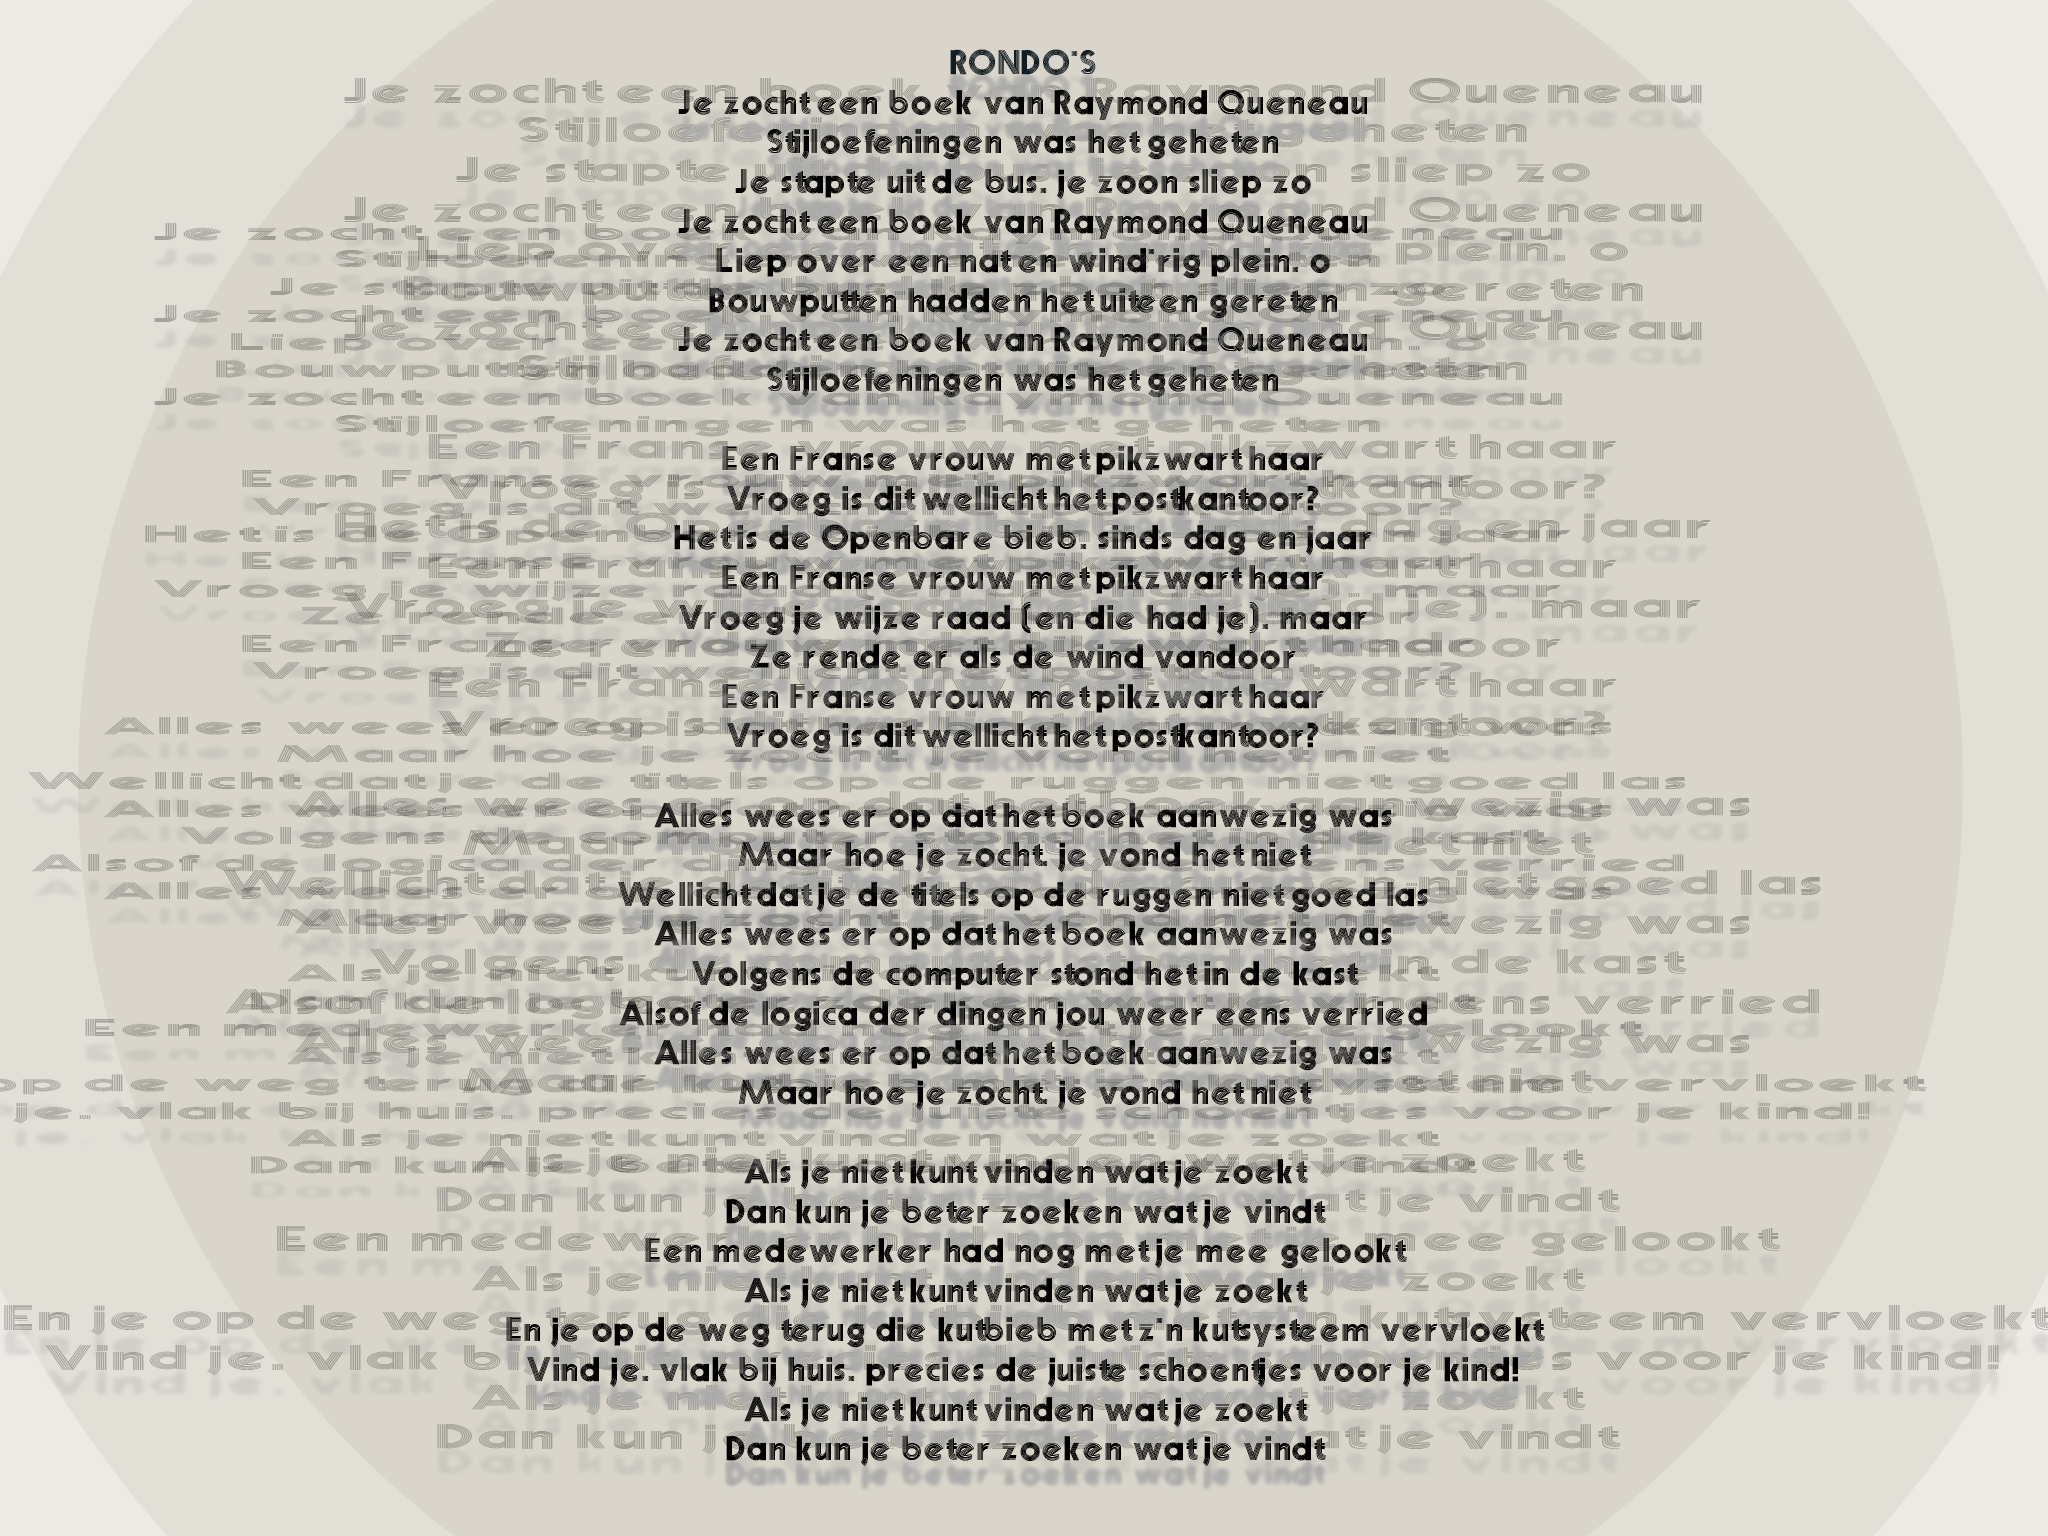 RONDO'S
Je zocht een boek van Raymond Queneau
Stijloefeningen was het geheten
Je stapte uit de bus. je zoon sliep zo
Je zocht een boek van Raymond Queneau
Liep over een nat en wind'rig plein. o
Bouwputten hadden het uiteen gereten
Je zocht een boek van Raymond Queneau
Stijloefeningen was het geheten

Een Franse vrouw met pikzwart haar
Vroeg is dit wellicht het postkantoor?
Het is de Openbare bieb. sinds dag en jaar
Een Franse vrouw met pikzwart haar
Vroeg je wijze raad (en die had je). maar
Ze rende er als de wind vandoor
Een Franse vrouw met pikzwart haar
Vroeg is dit wellicht het postkantoor?

Alles wees er op dat het boek aanwezig was
Maar hoe je zocht. je vond het niet
Wellicht dat je de titels op de ruggen niet goed las
Alles wees er op dat het boek aanwezig was
Volgens de computer stond het in de kast
Alsof de logica der dingen jou weer eens verried
Alles wees er op dat het boek aanwezig was
Maar hoe je zocht. je vond het niet

Als je niet kunt vinden wat je zoekt
Dan kun je beter zoeken wat je vindt
Een medewerker had nog met je mee gelookt
Als je niet kunt vinden wat je zoekt
En je op de weg terug die kutbieb met z'n kutsysteem vervloekt
Vind je. vlak bij huis. precies de juiste schoentjes voor je kind!
Als je niet kunt vinden wat je zoekt
Dan kun je beter zoeken wat je vindt